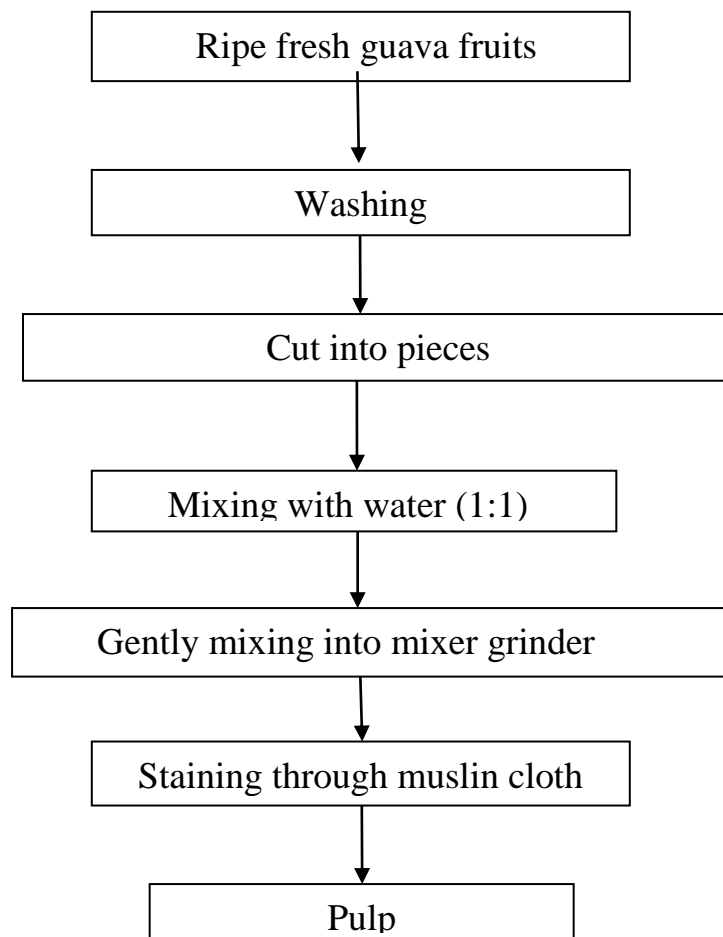 Ripe fresh guava fruits
Washing
Cut into pieces
Mixing with water (1:1)
Gently mixing into mixer grinder
Staining through muslin cloth
Pulp